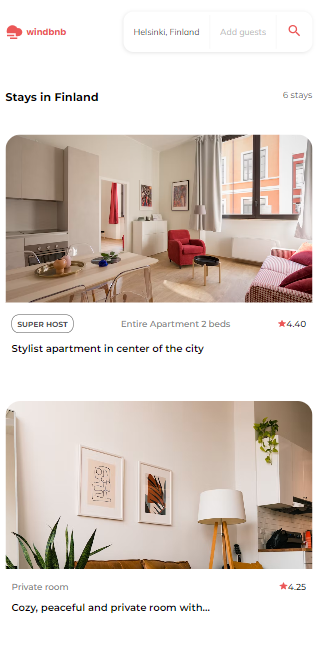 windbnb
Helsinki, Finland
Add guests
Stays in Finland
6 stays
SUPER HOST
Entire Apartment 2 beds
4.40
Stylist apartment in center of the city
Private room
4.25
Cozy, peaceful and private room with...